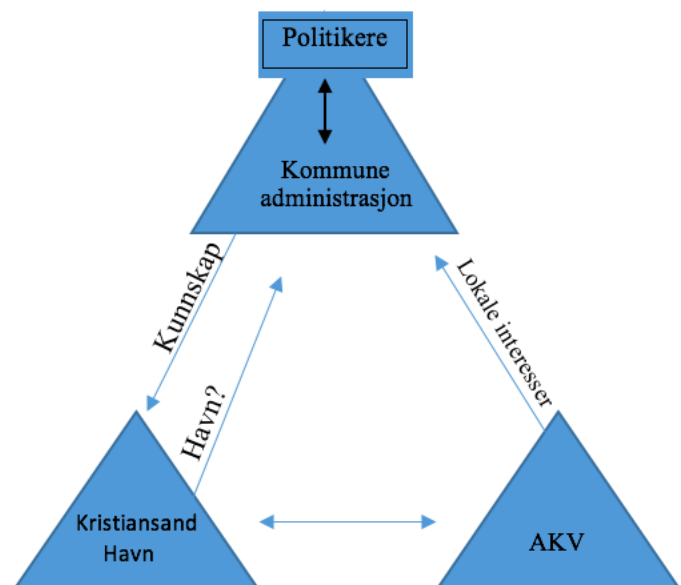 Politikere
Kommune
administrasjon
Kunnskap
Havn?
Lokale interesser
Kristiansand
Havn
AKV